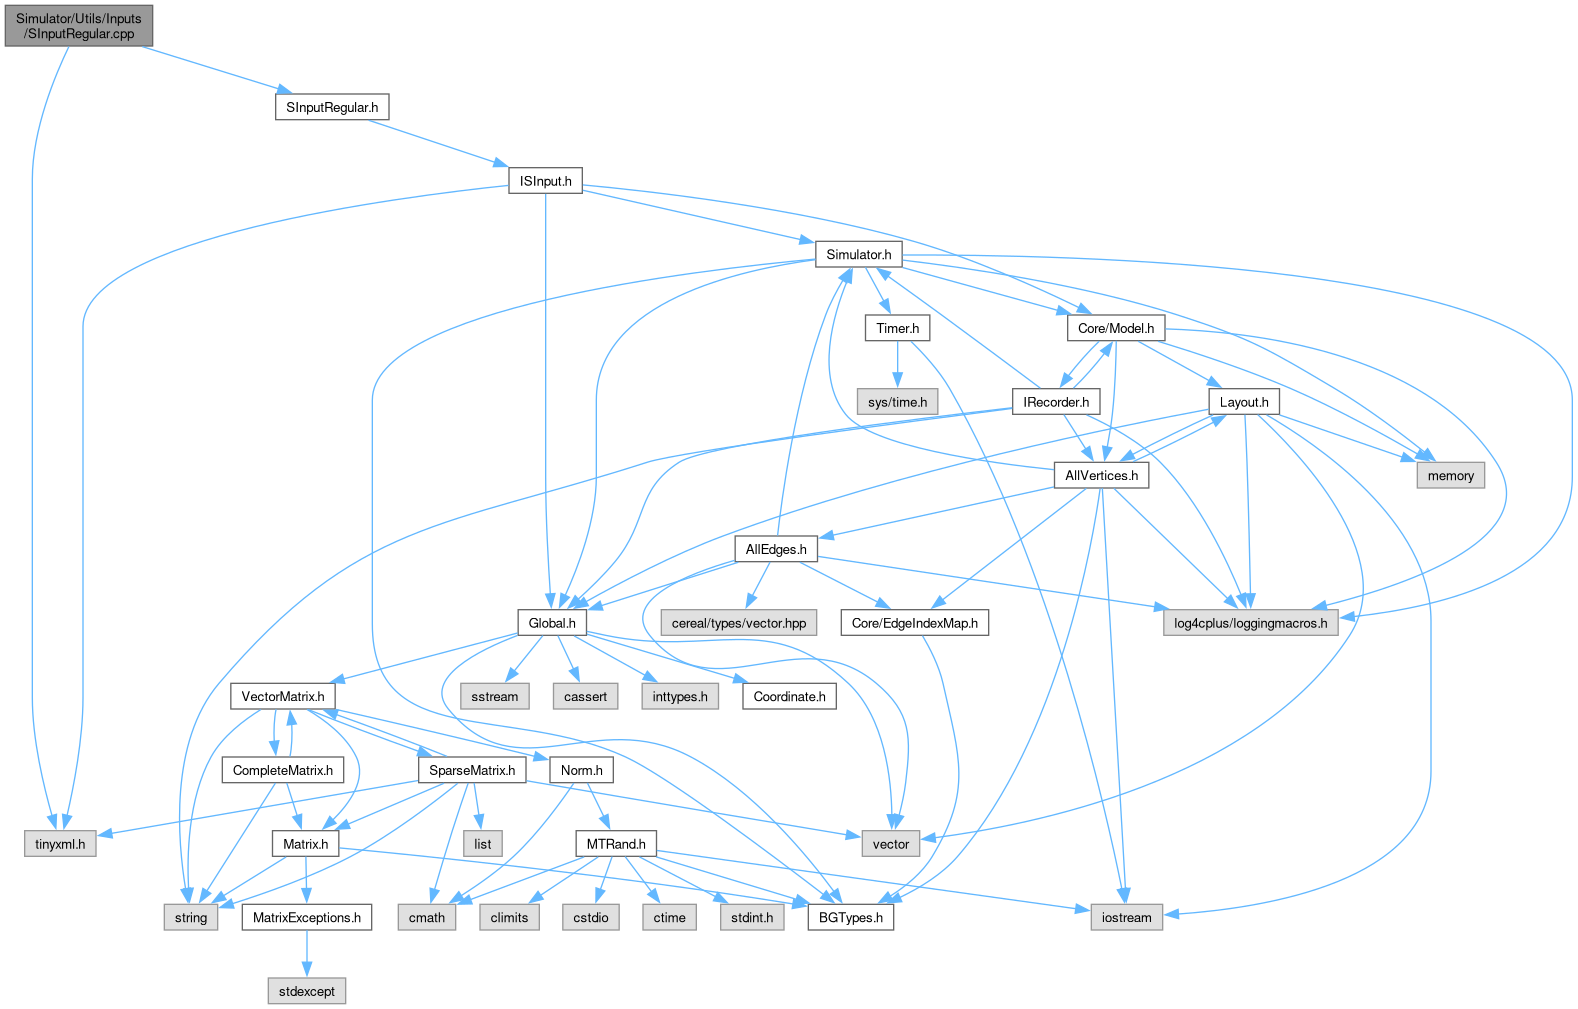 Simulator/Utils/Inputs
/SInputRegular.cpp
SInputRegular.h
ISInput.h
Simulator.h
Timer.h
Core/Model.h
sys/time.h
IRecorder.h
Layout.h
AllVertices.h
memory
AllEdges.h
Global.h
cereal/types/vector.hpp
Core/EdgeIndexMap.h
log4cplus/loggingmacros.h
VectorMatrix.h
sstream
cassert
inttypes.h
Coordinate.h
CompleteMatrix.h
SparseMatrix.h
Norm.h
tinyxml.h
Matrix.h
list
MTRand.h
vector
string
MatrixExceptions.h
cmath
climits
cstdio
ctime
stdint.h
BGTypes.h
iostream
stdexcept